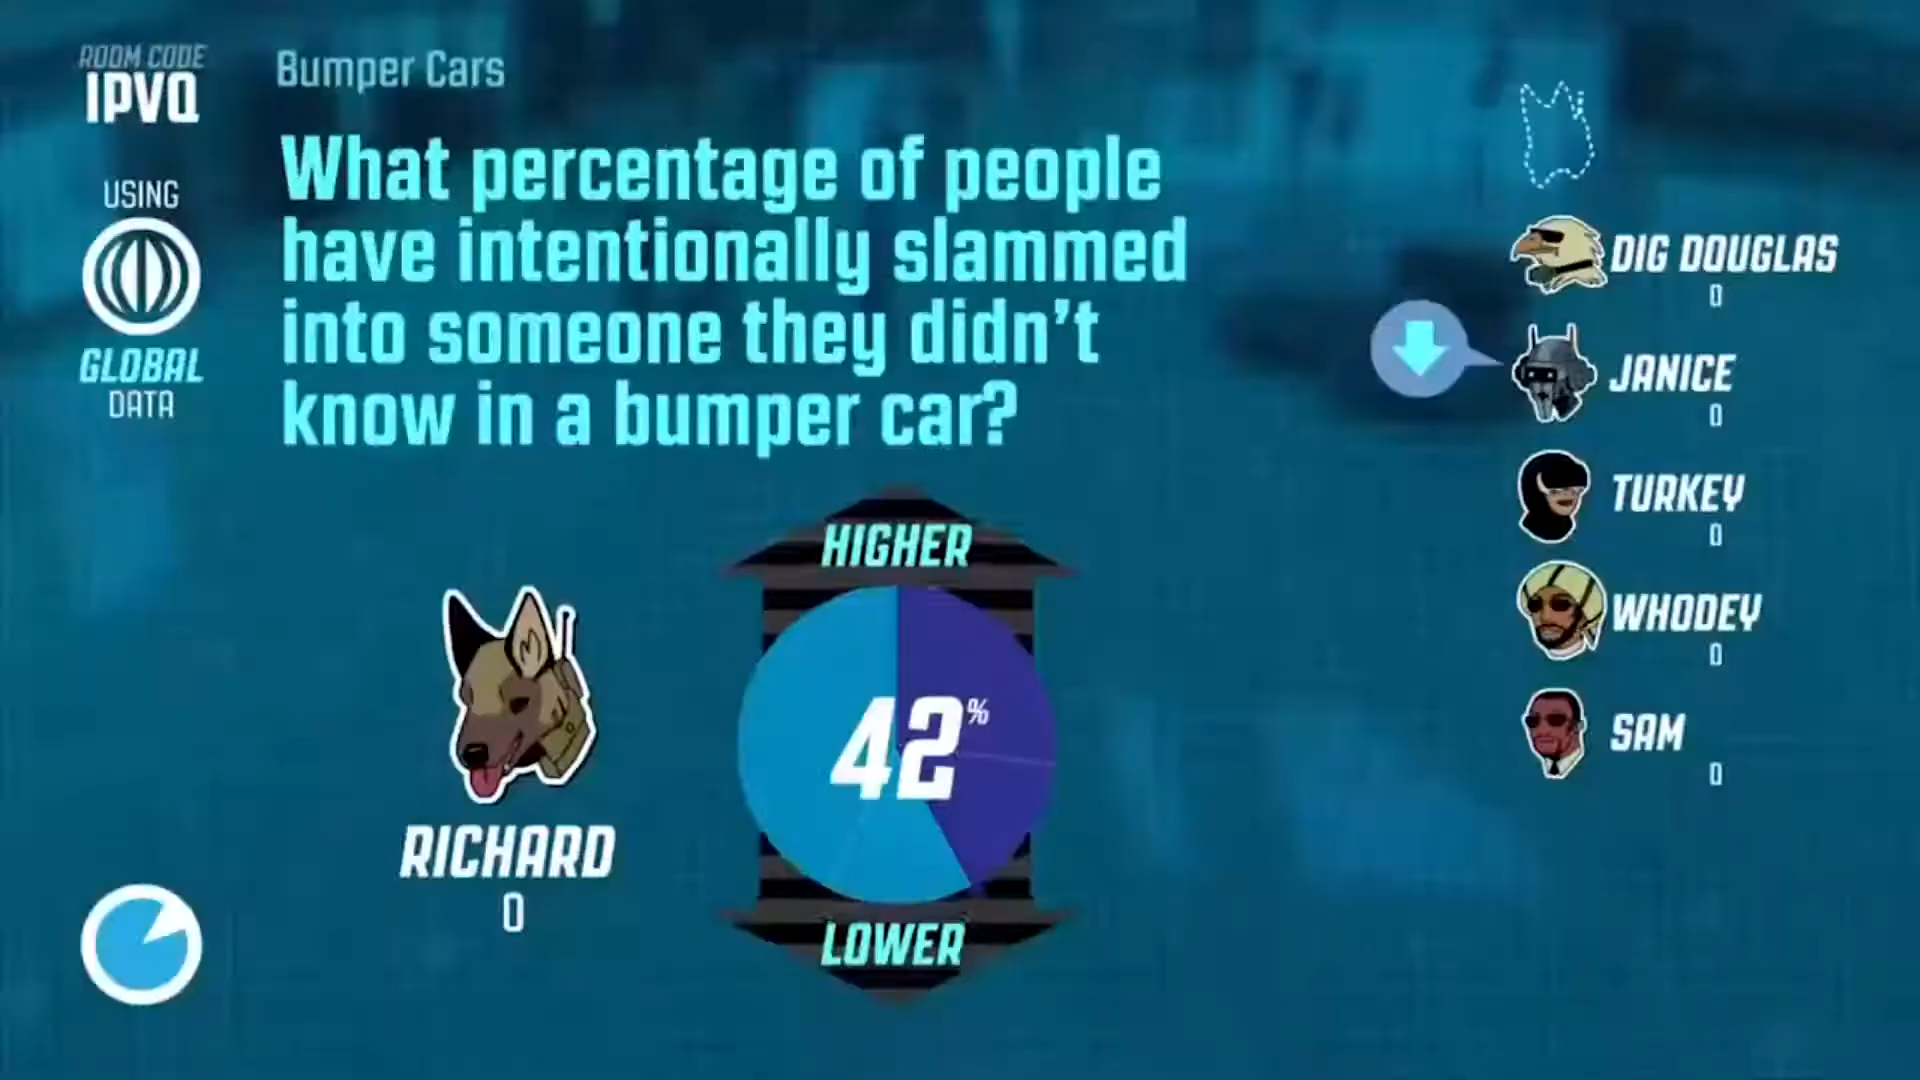 ROOM CODE
IPVQ
USING
GLOBAL
DATA
Bumper Cars
What percentage of people
have intentionally slammed
into someone they didn't
know in a bumper car?
HIGHER
42%
LOWER
RICHARD
0
DIG DOUGLAS
0
JANICE
0
TURKEY
0
WHODEY
0
SAM
0